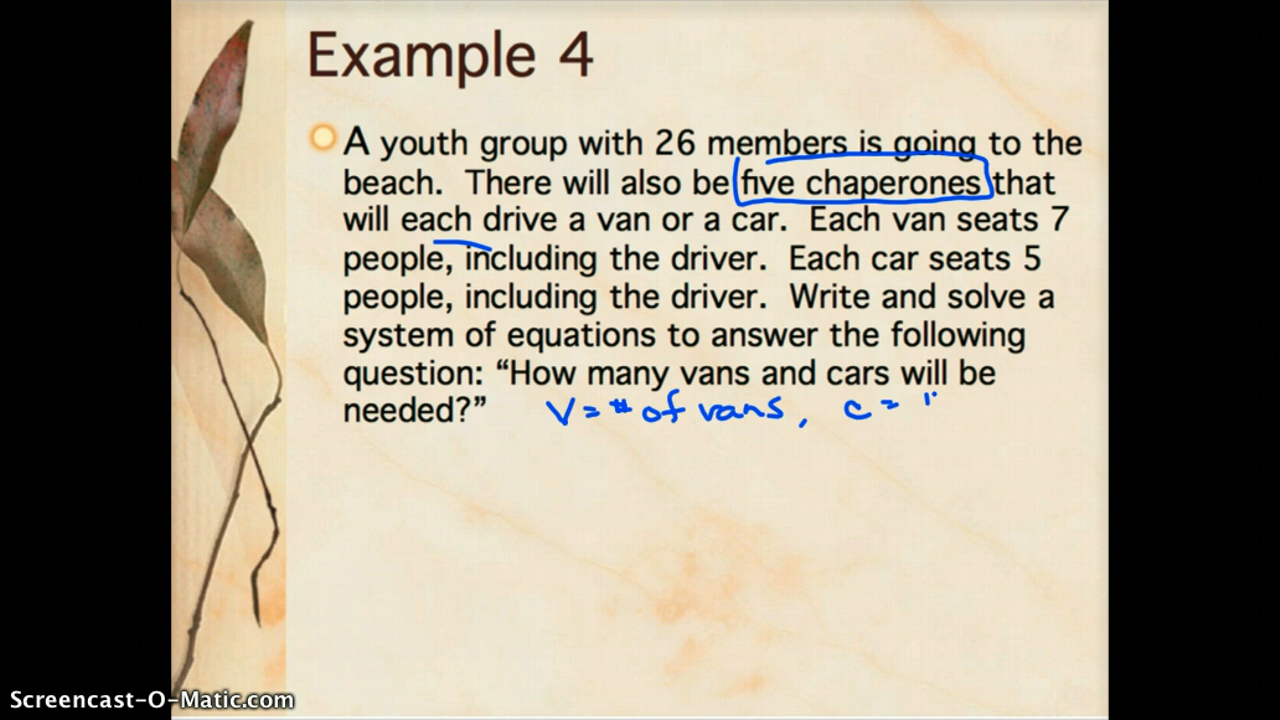 Example 4
A youth group with 26 members is going to the
beach. There will also be five chaperones that
will each drive a van or a car. Each van seats 7
people, including the driver. Each car seats 5
people, including the driver. Write and solve a
system of equations to answer the following
question: “How many vans and cars will be
needed?” V = # of vans, c = "
Screencast-O-Matic.com